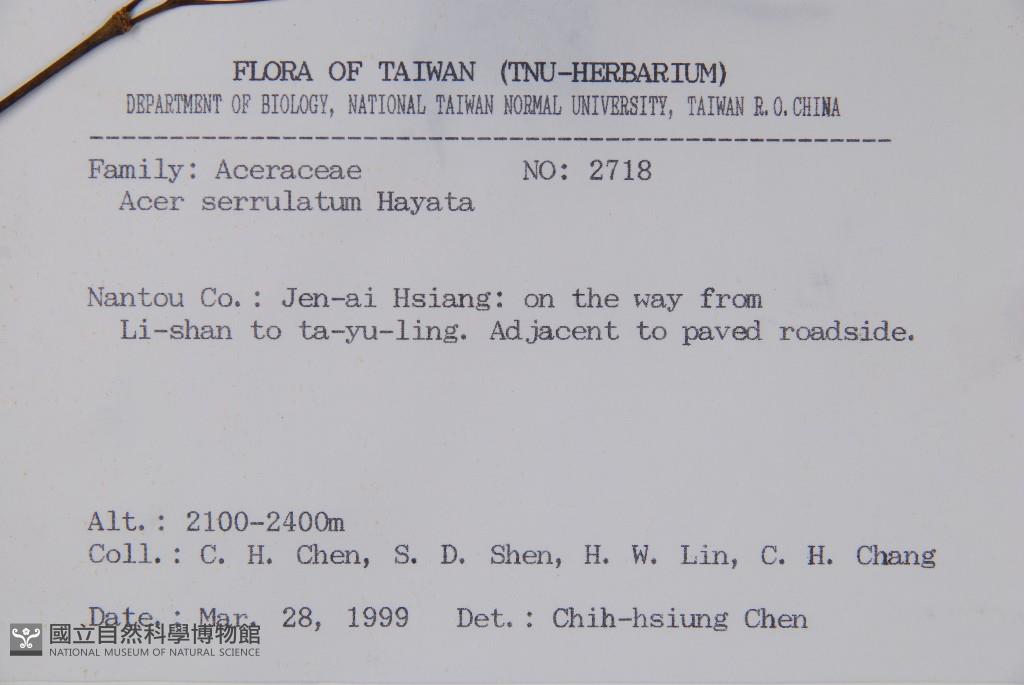 FLORA OF TAIWAN (TNU-HERBARIUM)
DEPARTMENT OF BIOLOGY, NATIONAL TAIWAN NORMAL UNIVERSITY, TAIWAN R.O.CHINA
Family: Aceraceae NO: 2718
Acer serrulatum Hayata
Nantou Co.: Jen-ai Hsiang: on the way from
Li-shan to ta-yu-ling. Adjacent to paved roadside.
Alt.: 2100-2400m
Coll.: C. H. Chen, S. D. Shen, H. W. Lin, C. H. Chang
Date.: Mar. 28, 1999 Det.: Chih-hsiung Chen
國立自然科學博物館
NATIONAL MUSEUM OF NATURAL SCIENCE